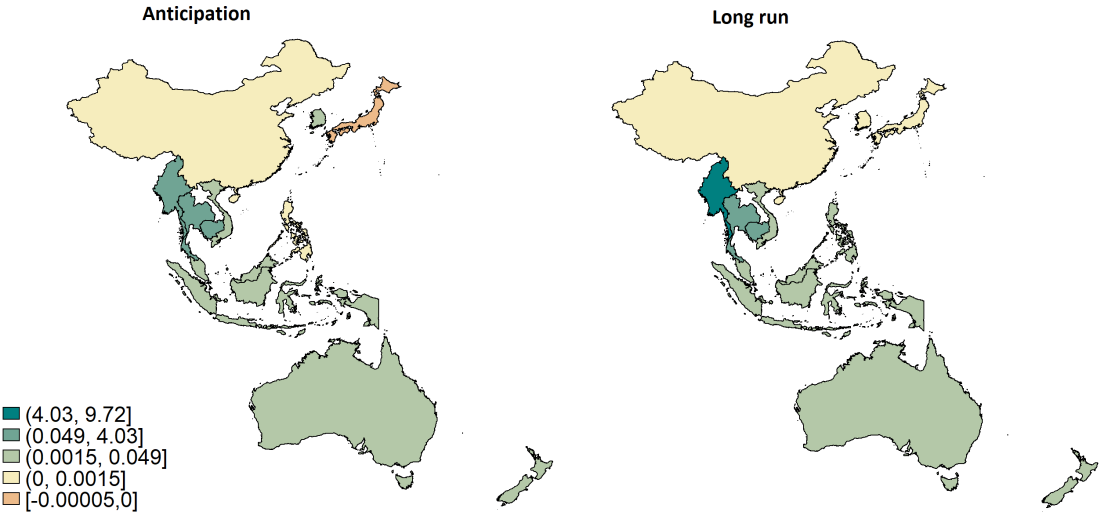 Anticipation
Long run
(4.03, 9.72]
(0.049, 4.03]
(0.0015, 0.049]
(0, 0.0015]
[-0.00005,0]